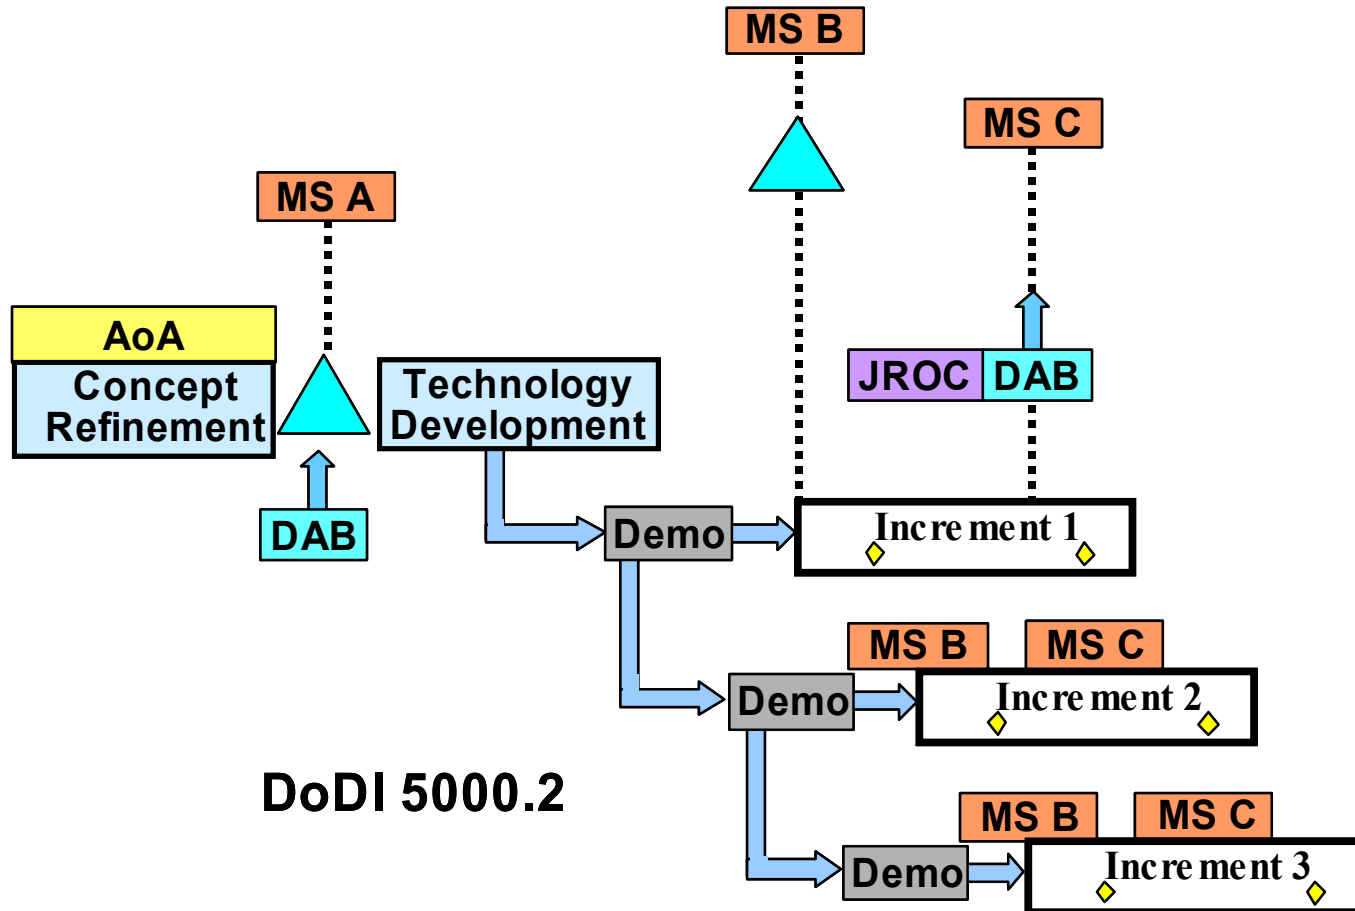 MS B
MS C
MS A
AoA
Concept
Refinement
Technology
Development
JROC
DAB
DAB
Demo
Increment 1
MS B
MS C
Demo
Increment 2
DoDI 5000.2
MS B
MS C
Demo
Increment 3